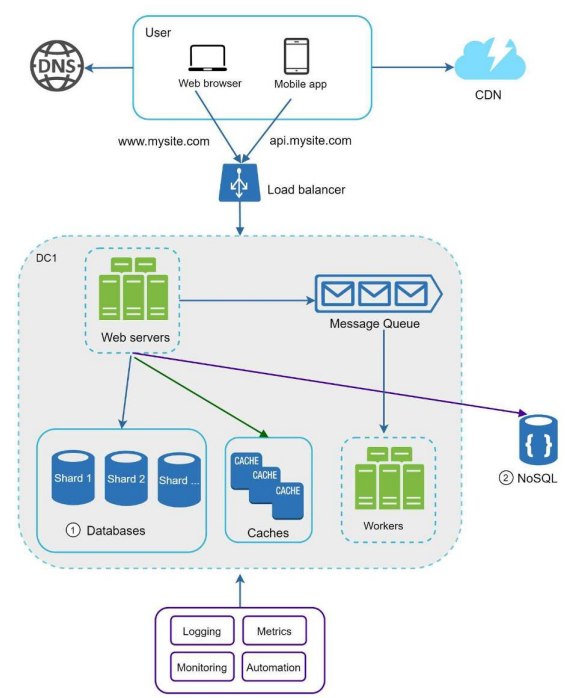 User
DNS
Web browser
Mobile app
CDN
www.mysite.com
api.mysite.com
Load balancer
DC1
Web servers
Message Queue
Shard 1
Shard 2
Shard ...
CACHE
CACHE
CACHE
1 Databases
Caches
Workers
{ }
2 NoSQL
Logging
Metrics
Monitoring
Automation